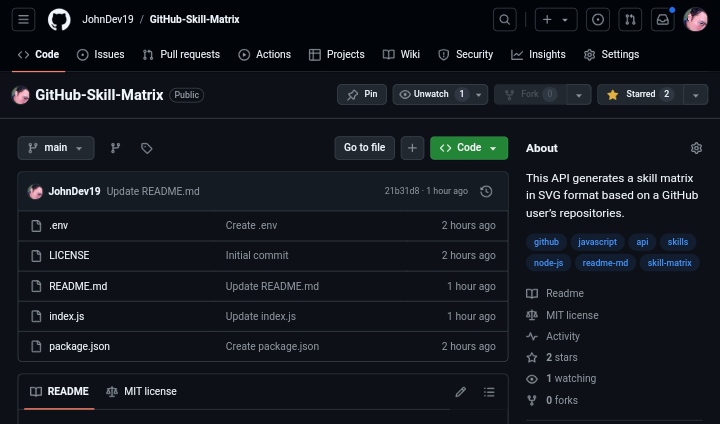 JohnDev19 / GitHub-Skill-Matrix
Code Issues Pull requests Actions Projects Wiki Security Insights Settings
GitHub-Skill-Matrix Public Pin Unwatch 1 Fork 0 Starred 2
main Go to file Code
JohnDev19 Update README.md 21b31d8 · 1 hour ago
.env Create .env 2 hours ago
LICENSE Initial commit 2 hours ago
README.md Update README.md 1 hour ago
index.js Update index.js 1 hour ago
package.json Create package.json 2 hours ago
README MIT license
About
This API generates a skill matrix
in SVG format based on a GitHub
user's repositories.
github javascript api skills
node-js readme-md skill-matrix
Readme
MIT license
Activity
2 stars
1 watching
0 forks